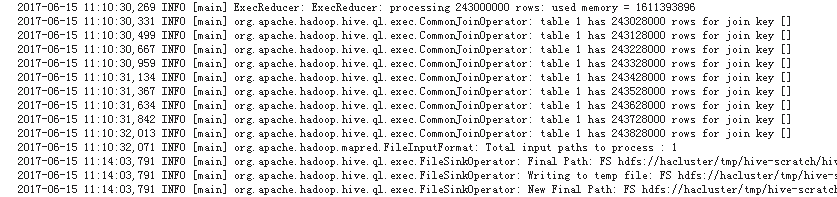 2017-06-15 11:10:30,269 INFO [main] ExecReducer: ExecReducer: processing 243000000 rows: used memory = 1611393896
2017-06-15 11:10:30,331 INFO [main] org.apache.hadoop.hive.ql.exec.CommonJoinOperator: table 1 has 243028000 rows for join key []
2017-06-15 11:10:30,499 INFO [main] org.apache.hadoop.hive.ql.exec.CommonJoinOperator: table 1 has 243128000 rows for join key []
2017-06-15 11:10:30,667 INFO [main] org.apache.hadoop.hive.ql.exec.CommonJoinOperator: table 1 has 243228000 rows for join key []
2017-06-15 11:10:30,959 INFO [main] org.apache.hadoop.hive.ql.exec.CommonJoinOperator: table 1 has 243328000 rows for join key []
2017-06-15 11:10:31,134 INFO [main] org.apache.hadoop.hive.ql.exec.CommonJoinOperator: table 1 has 243428000 rows for join key []
2017-06-15 11:10:31,367 INFO [main] org.apache.hadoop.hive.ql.exec.CommonJoinOperator: table 1 has 243528000 rows for join key []
2017-06-15 11:10:31,634 INFO [main] org.apache.hadoop.hive.ql.exec.CommonJoinOperator: table 1 has 243628000 rows for join key []
2017-06-15 11:10:31,842 INFO [main] org.apache.hadoop.hive.ql.exec.CommonJoinOperator: table 1 has 243728000 rows for join key []
2017-06-15 11:10:32,013 INFO [main] org.apache.hadoop.hive.ql.exec.CommonJoinOperator: table 1 has 243828000 rows for join key []
2017-06-15 11:10:32,071 INFO [main] org.apache.hadoop.mapred.FileInputFormat: Total input paths to process : 1
2017-06-15 11:14:03,791 INFO [main] org.apache.hadoop.hive.ql.exec.FileSinkOperator: Final Path: FS hdfs://hacluster/tmp/hive-scratch/hiv
2017-06-15 11:14:03,791 INFO [main] org.apache.hadoop.hive.ql.exec.FileSinkOperator: Writing to temp file: FS hdfs://hacluster/tmp/hive-s
2017-06-15 11:14:03,791 INFO [main] org.apache.hadoop.hive.ql.exec.FileSinkOperator: New Final Path: FS hdfs://hacluster/tmp/hive-scratch